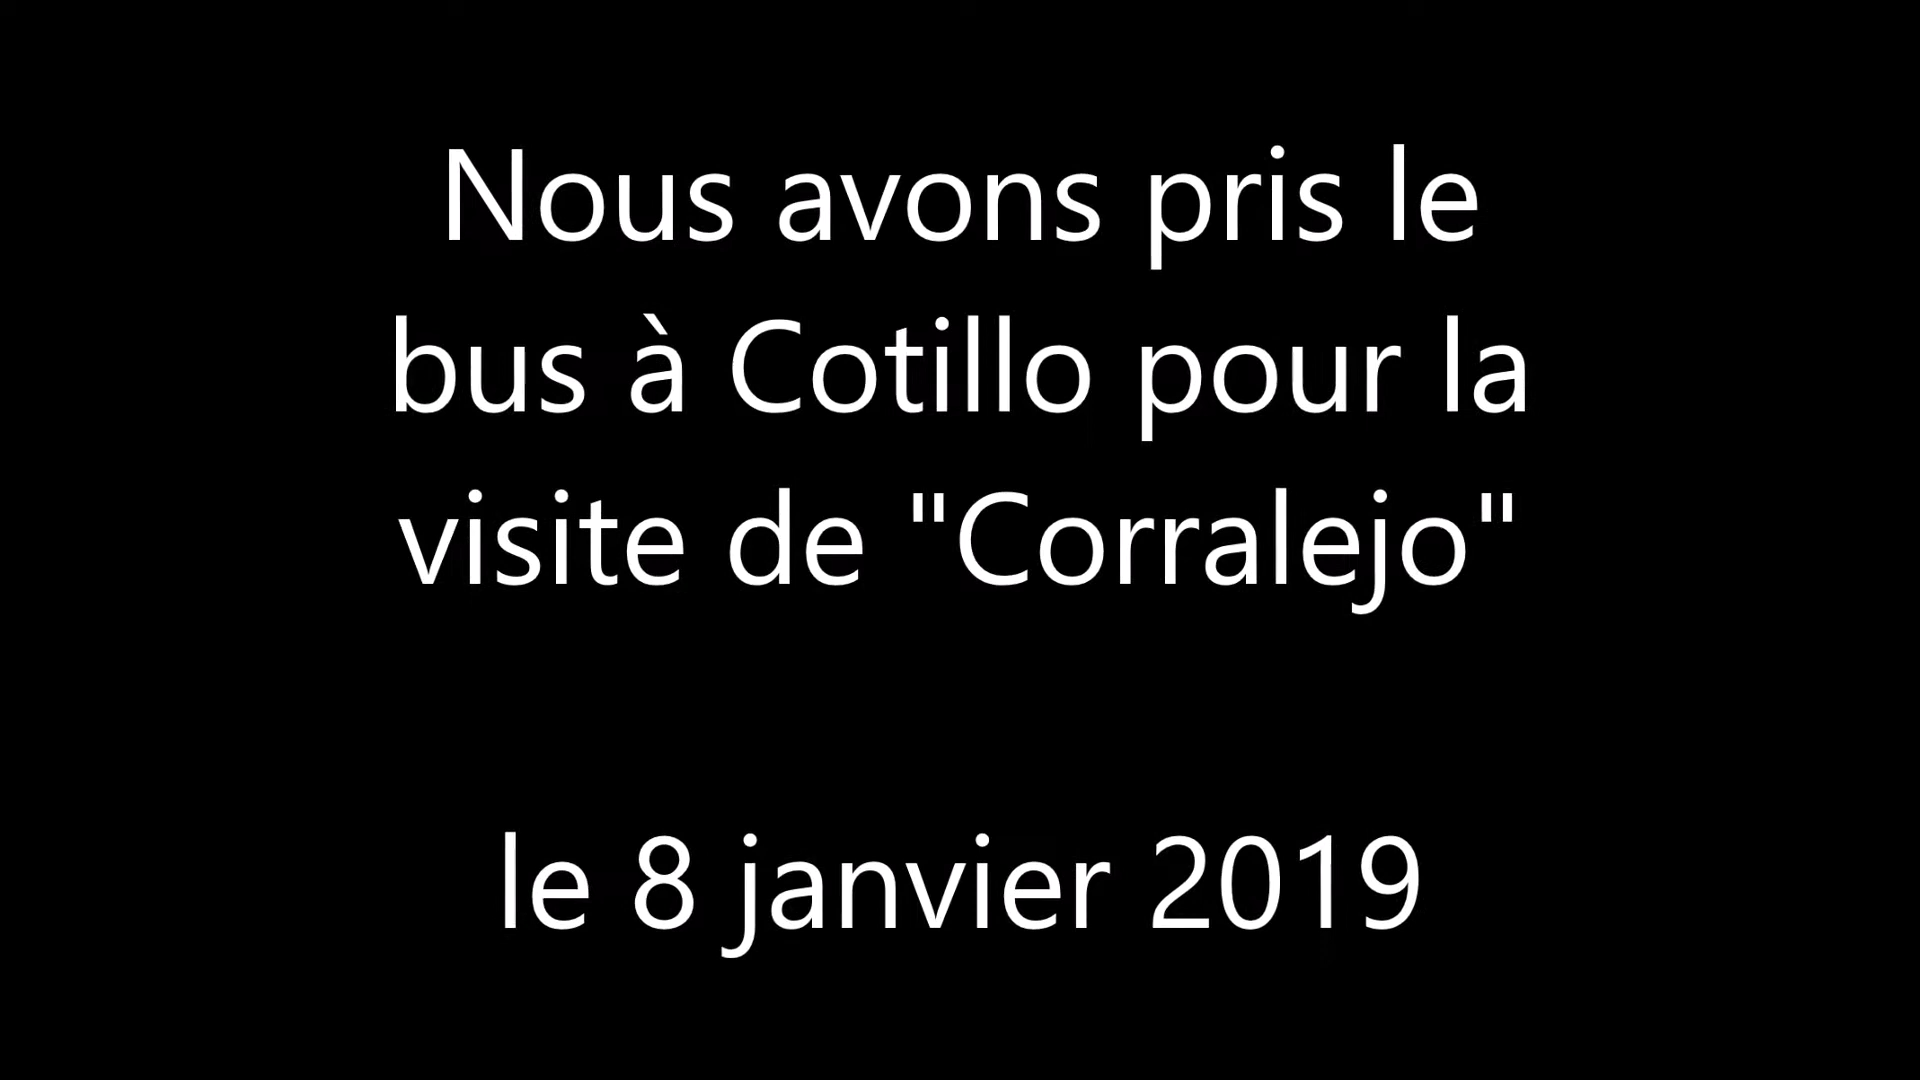 Nous avons pris le
bus à Cotillo pour la
visite de "Corralejo"
le 8 janvier 2019